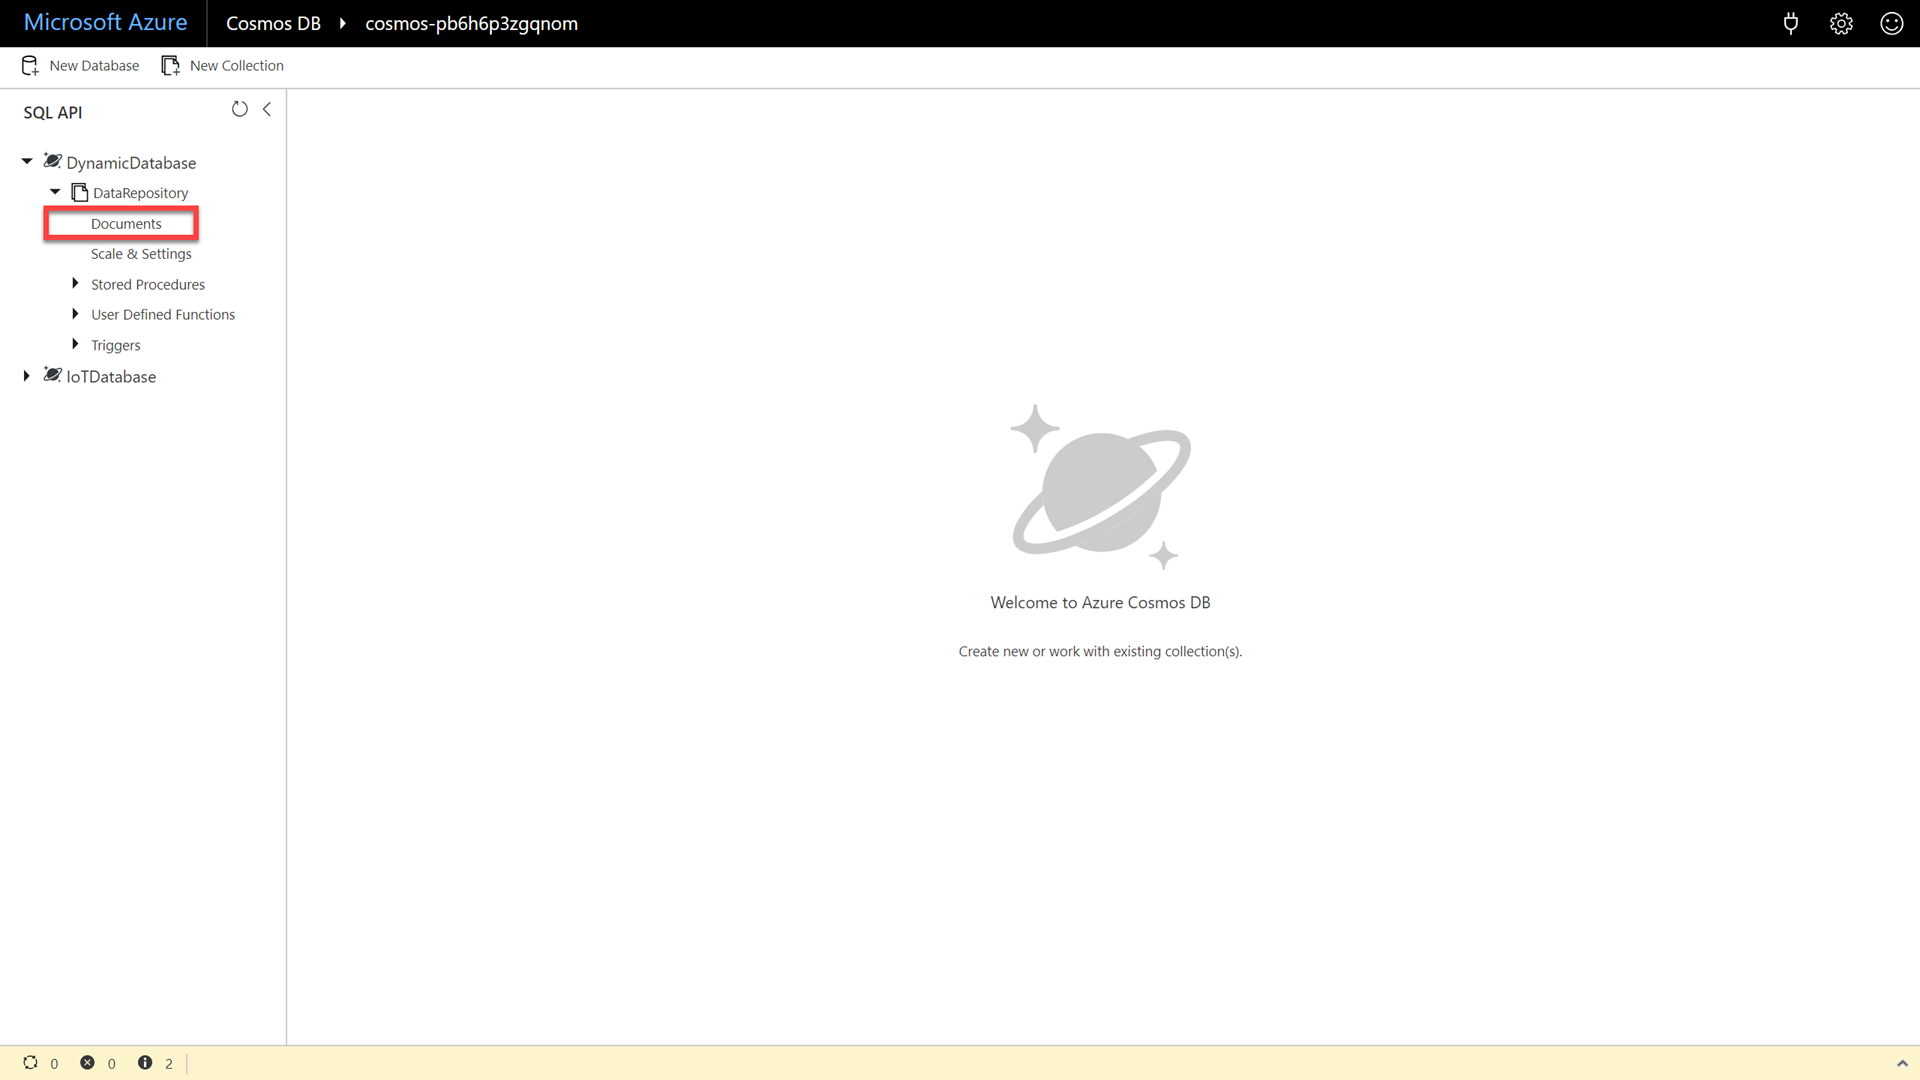 Microsoft Azure
Cosmos DB
cosmos-pb6h6p3zgqnom
New Database
New Collection
SQL API
DynamicDatabase
DataRepository
Documents
Scale & Settings
Stored Procedures
User Defined Functions
Triggers
IoTDatabase
Welcome to Azure Cosmos DB
Create new or work with existing collection(s).
0
0
2